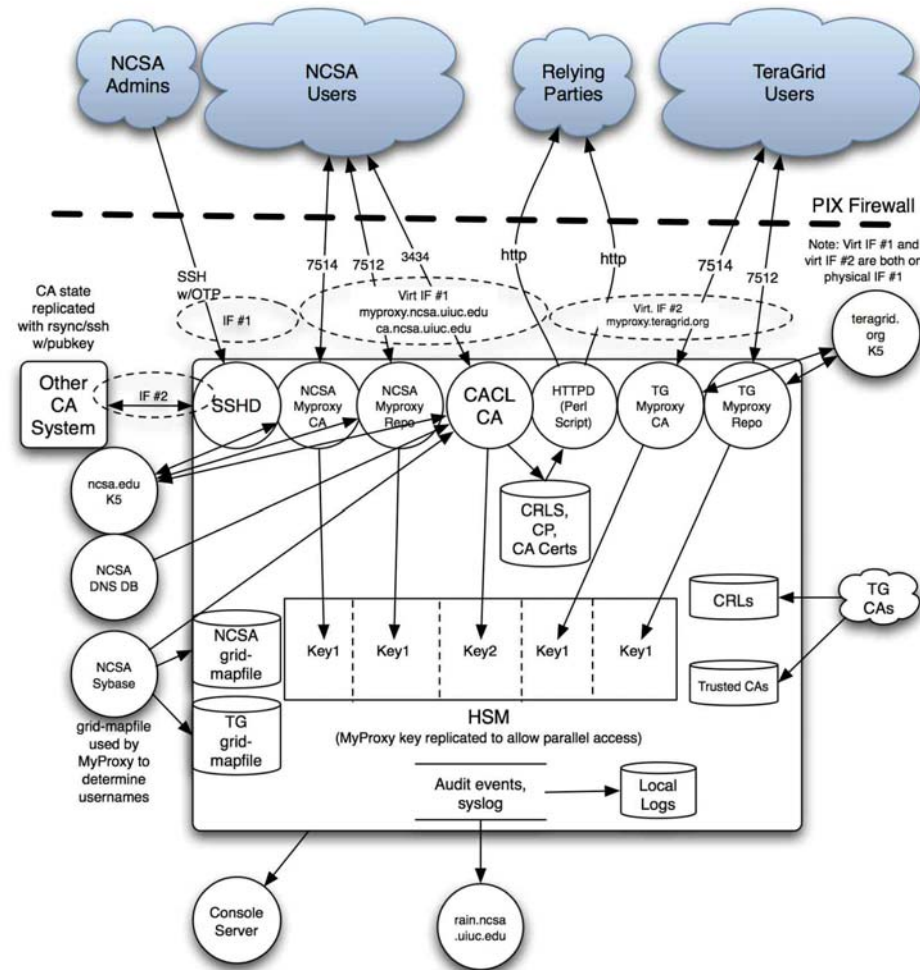 NCSA
Admins
NCSA
Users
Relying
Parties
TeraGrid
Users
PIX Firewall
Note: Virt IF #1 and
virt IF #2 are both on
physical IF #1
SSH
w/OTP
7514
7512
3434
http
http
7514
7512
CA state
replicated
with rsync/ssh
w/pubkey
IF #1
Virt IF #1
myproxy.ncsa.uiuc.edu
ca.ncsa.uiuc.edu
Virt. IF #2
myproxy.teragrid.org
teragrid.
org
K5
Other
CA
System
IF #2
SSHD
NCSA
Myproxy
CA
NCSA
Myproxy
Repo
CACL
CA
HTTPD
(Perl
Script)
TG
Myproxy
CA
TG
Myproxy
Repo
ncsa.edu
K5
CRLS,
CP,
CA Certs
NCSA
DNS DB
CRLs
TG
CAs
NCSA
grid-
mapfile
Key1
Key1
Key2
Key1
Key1
NCSA
Sybase
Trusted CAs
TG
grid-
mapfile
HSM
(MyProxy key replicated to allow parallel access)
grid-mapfile
used by
MyProxy to
determine
usernames
Audit events,
syslog
Local
Logs
Console
Server
rain.ncsa
.uiuc.edu